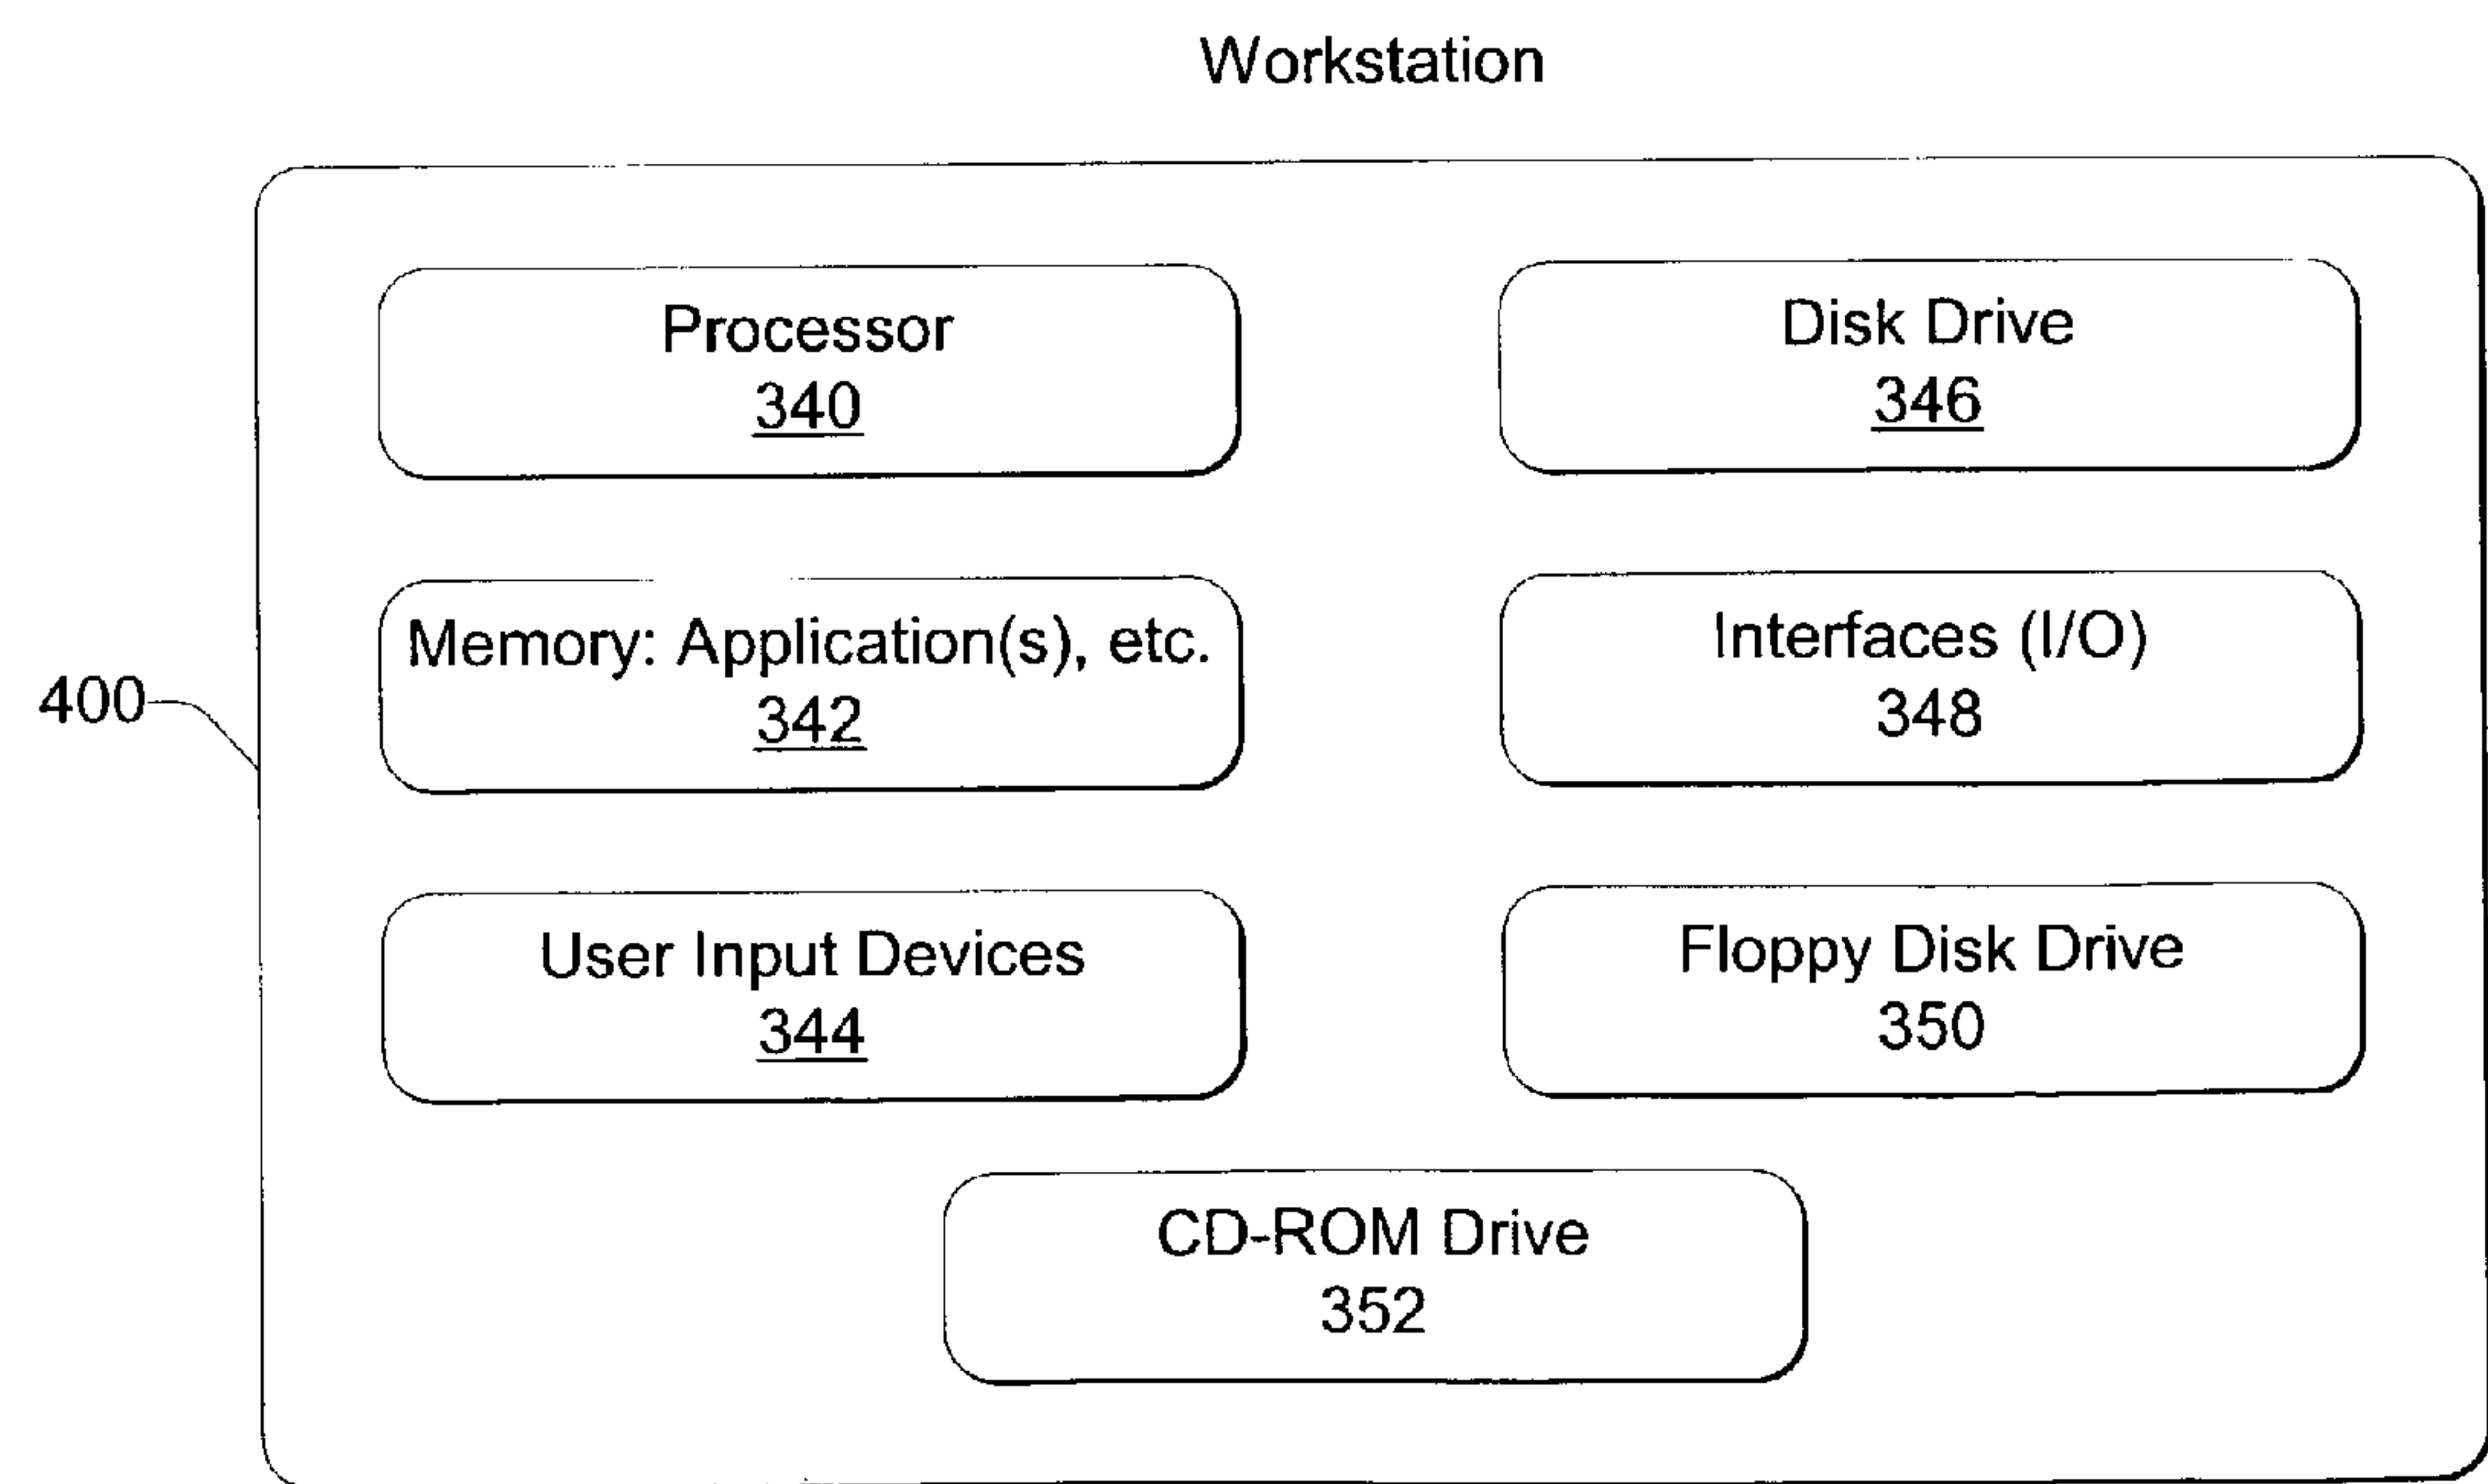 Workstation
Processor
340
Disk Drive
346
Memory: Application(s), etc.
342
Interfaces (I/O)
348
400
User Input Devices
344
Floppy Disk Drive
350
CD-ROM Drive
352